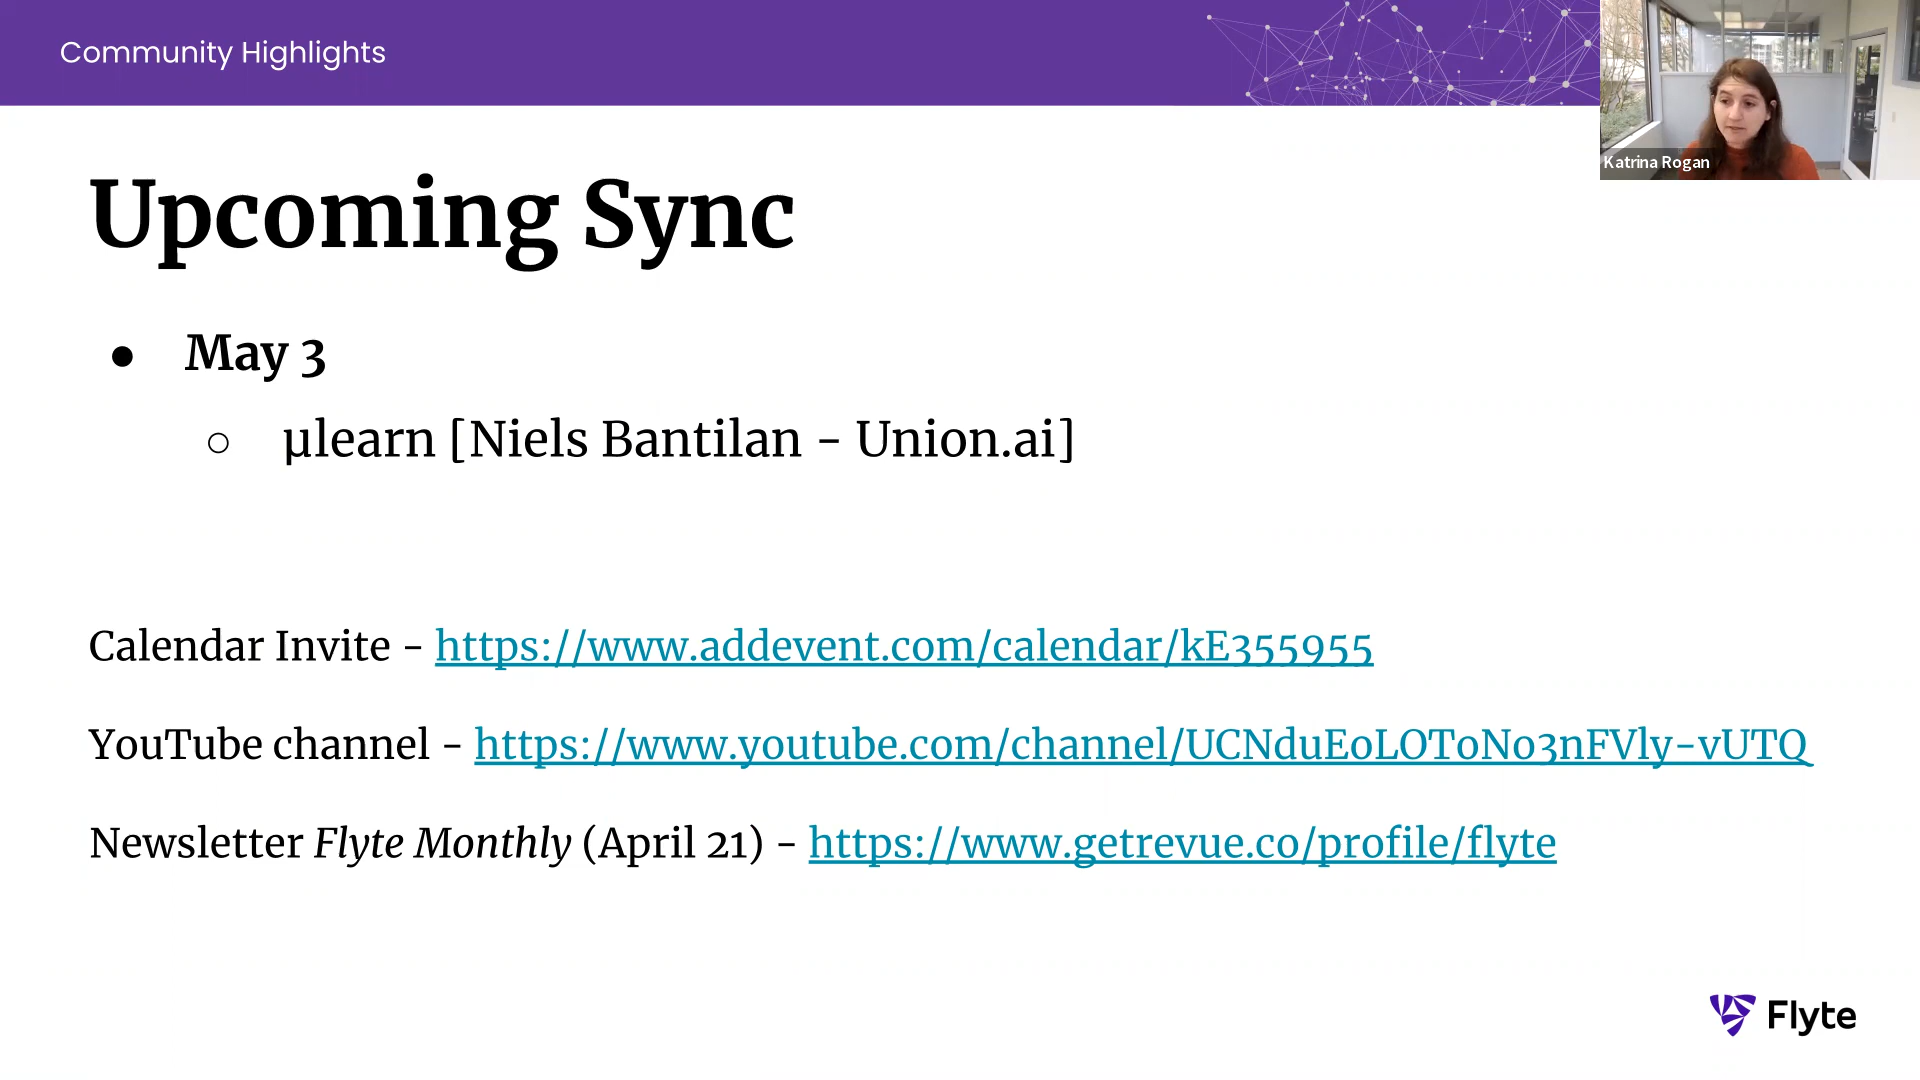 Community Highlights
Katrina Rogan
Upcoming Sync
● May 3
○ µlearn [Niels Bantilan - Union.ai]
Calendar Invite - https://www.addevent.com/calendar/kE355955
YouTube channel - https://www.youtube.com/channel/UCNduEoLOToNo3nFVly-vUTQ
Newsletter Flyte Monthly (April 21) - https://www.getrevue.co/profile/flyte
Flyte